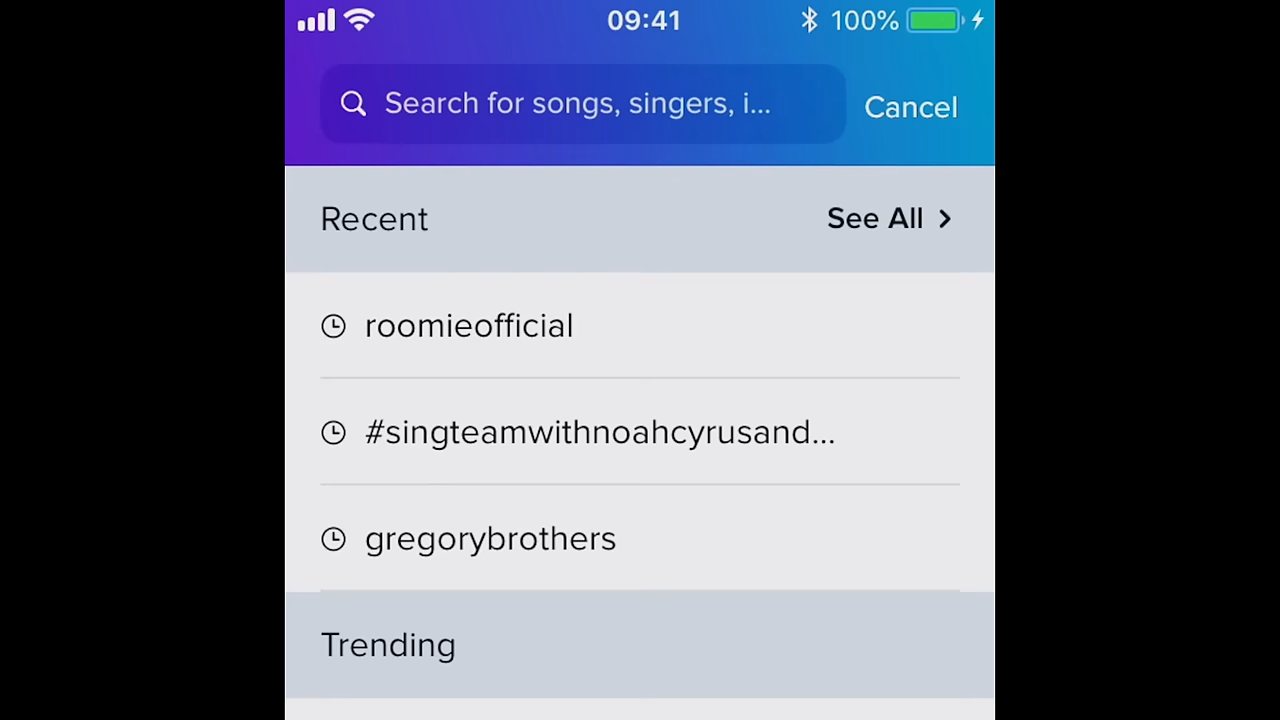 09:41 100%
Search for songs, singers, i... Cancel
Recent See All >
roomieofficial
#singteamwithnoahcyrusand...
gregorybrothers
Trending